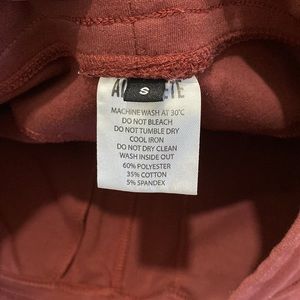 S
MACHINE WASH AT 30°C
DO NOT BLEACH
DO NOT TUMBLE DRY
COOL IRON
DO NOT DRY CLEAN
WASH INSIDE OUT
60% POLYESTER
35% COTTON
5% SPANDEX